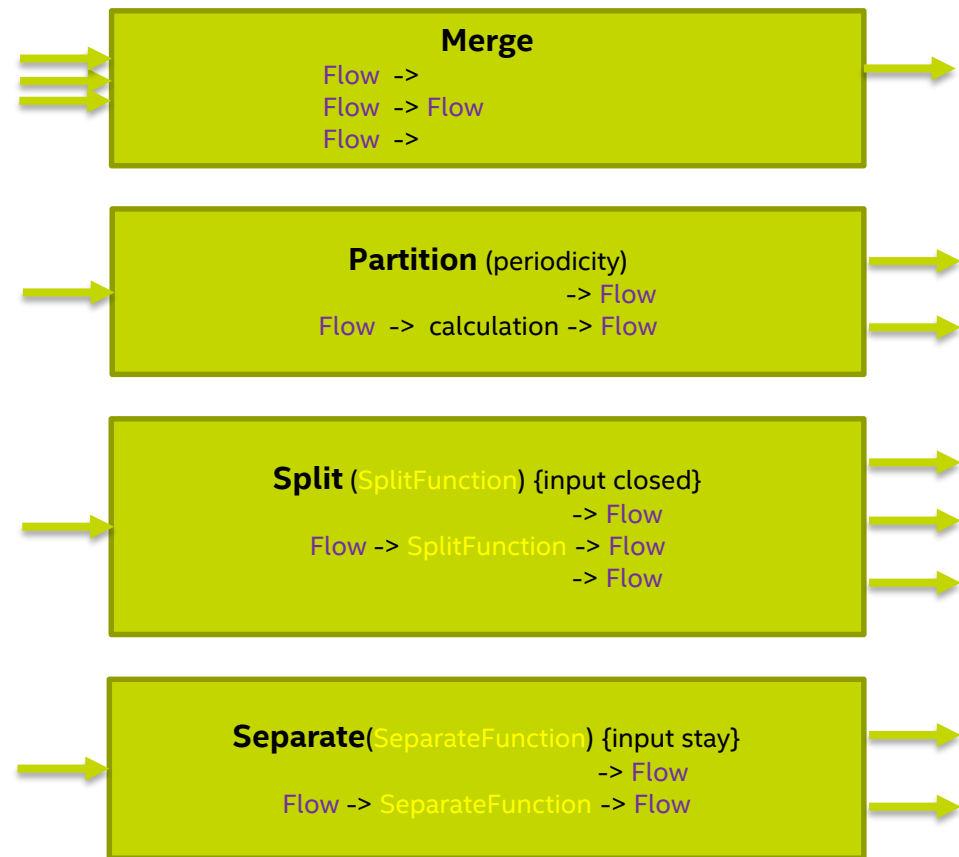 Merge
Flow ->
Flow -> Flow
Flow ->
Partition (periodicity)
-> Flow
Flow -> calculation -> Flow
Split (SplitFunction) {input closed}
-> Flow
Flow -> SplitFunction -> Flow
-> Flow
Separate(SeparateFunction) {input stay}
-> Flow
Flow -> SeparateFunction -> Flow